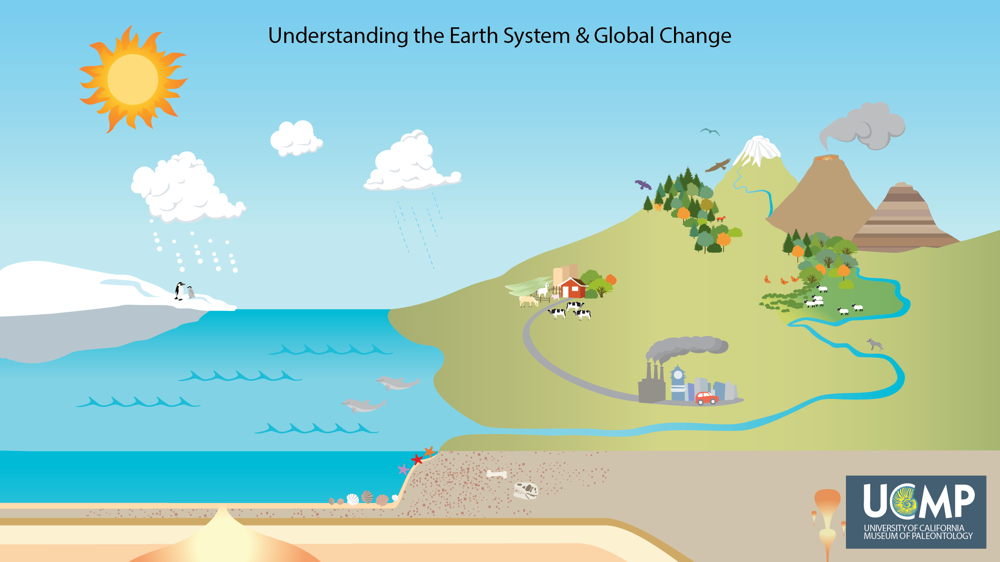 Understanding the Earth System & Global Change
UCMP
UNIVERSITY OF CALIFORNIA
MUSEUM OF PALEONTOLOGY